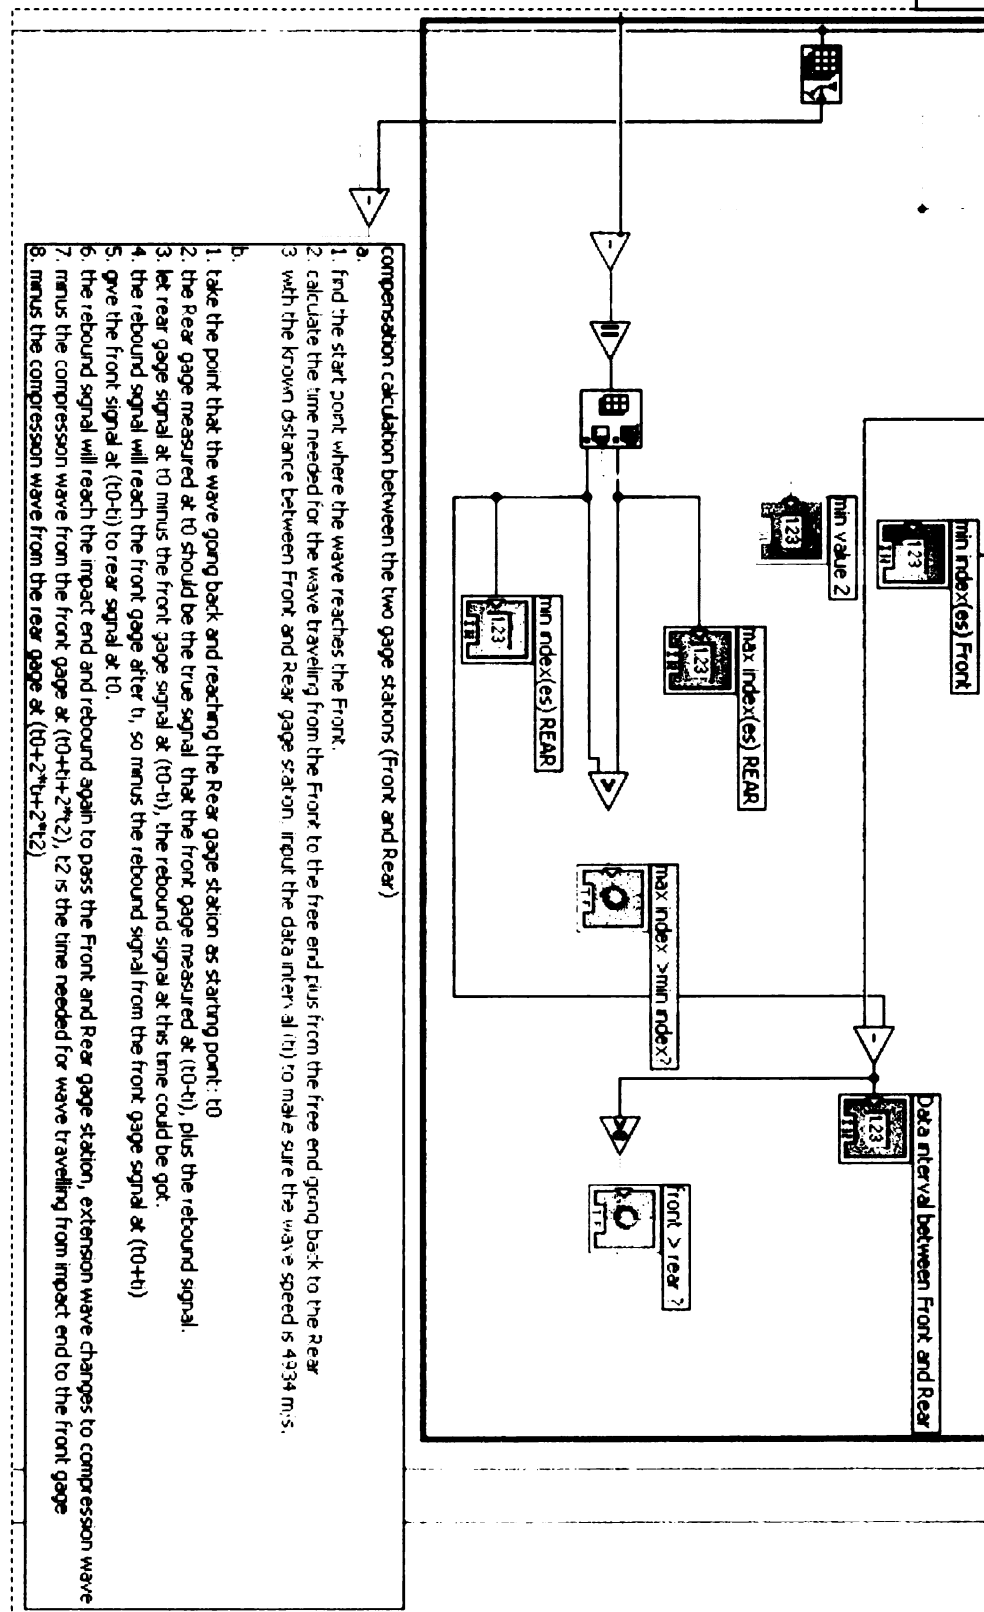 Data interval between Front and Rear
min index(es) Front
1.23
min value 2
1.23
max index(es) REAR
1.23
min index(es) REAR
1.23
max index >min index?
TF
front > rear ?
TF
compensation calculation between the two gage stations (Front and Rear)
a.
1. find the start point where the wave reaches the Front.
2. calculate the time needed for the wave traveling from the Front to the free end plus from the free end going back to the Rear
3. with the known distance between Front and Rear gage station, input the data interval (ti) to make sure the wave speed is 4934 m/s.
b.
1. take the point that the wave going back and reaching the Rear gage station as starting point: t0
2. the Rear gage measured at t0 should be the true signal that the front gage measured at (t0-ti), plus the rebound signal.
3. let rear gage signal at t0 minus the front gage signal at (t0-ti), the rebound signal at this time could be got.
4. the rebound signal will reach the front gage after ti, so minus the rebound signal from the front gage signal at (t0+ti)
5. give the front signal at (t0-ti) to rear signal at t0.
6. the rebound signal will reach the impact end and rebound again to pass the Front and Rear gage station, extension wave changes to compression wave
7. minus the compression wave from the front gage at (t0+ti+2*t2), t2 is the time needed for wave travelling from impact end to the front gage
8. minus the compression wave from the rear gage at (t0+2*ti+2*t2)